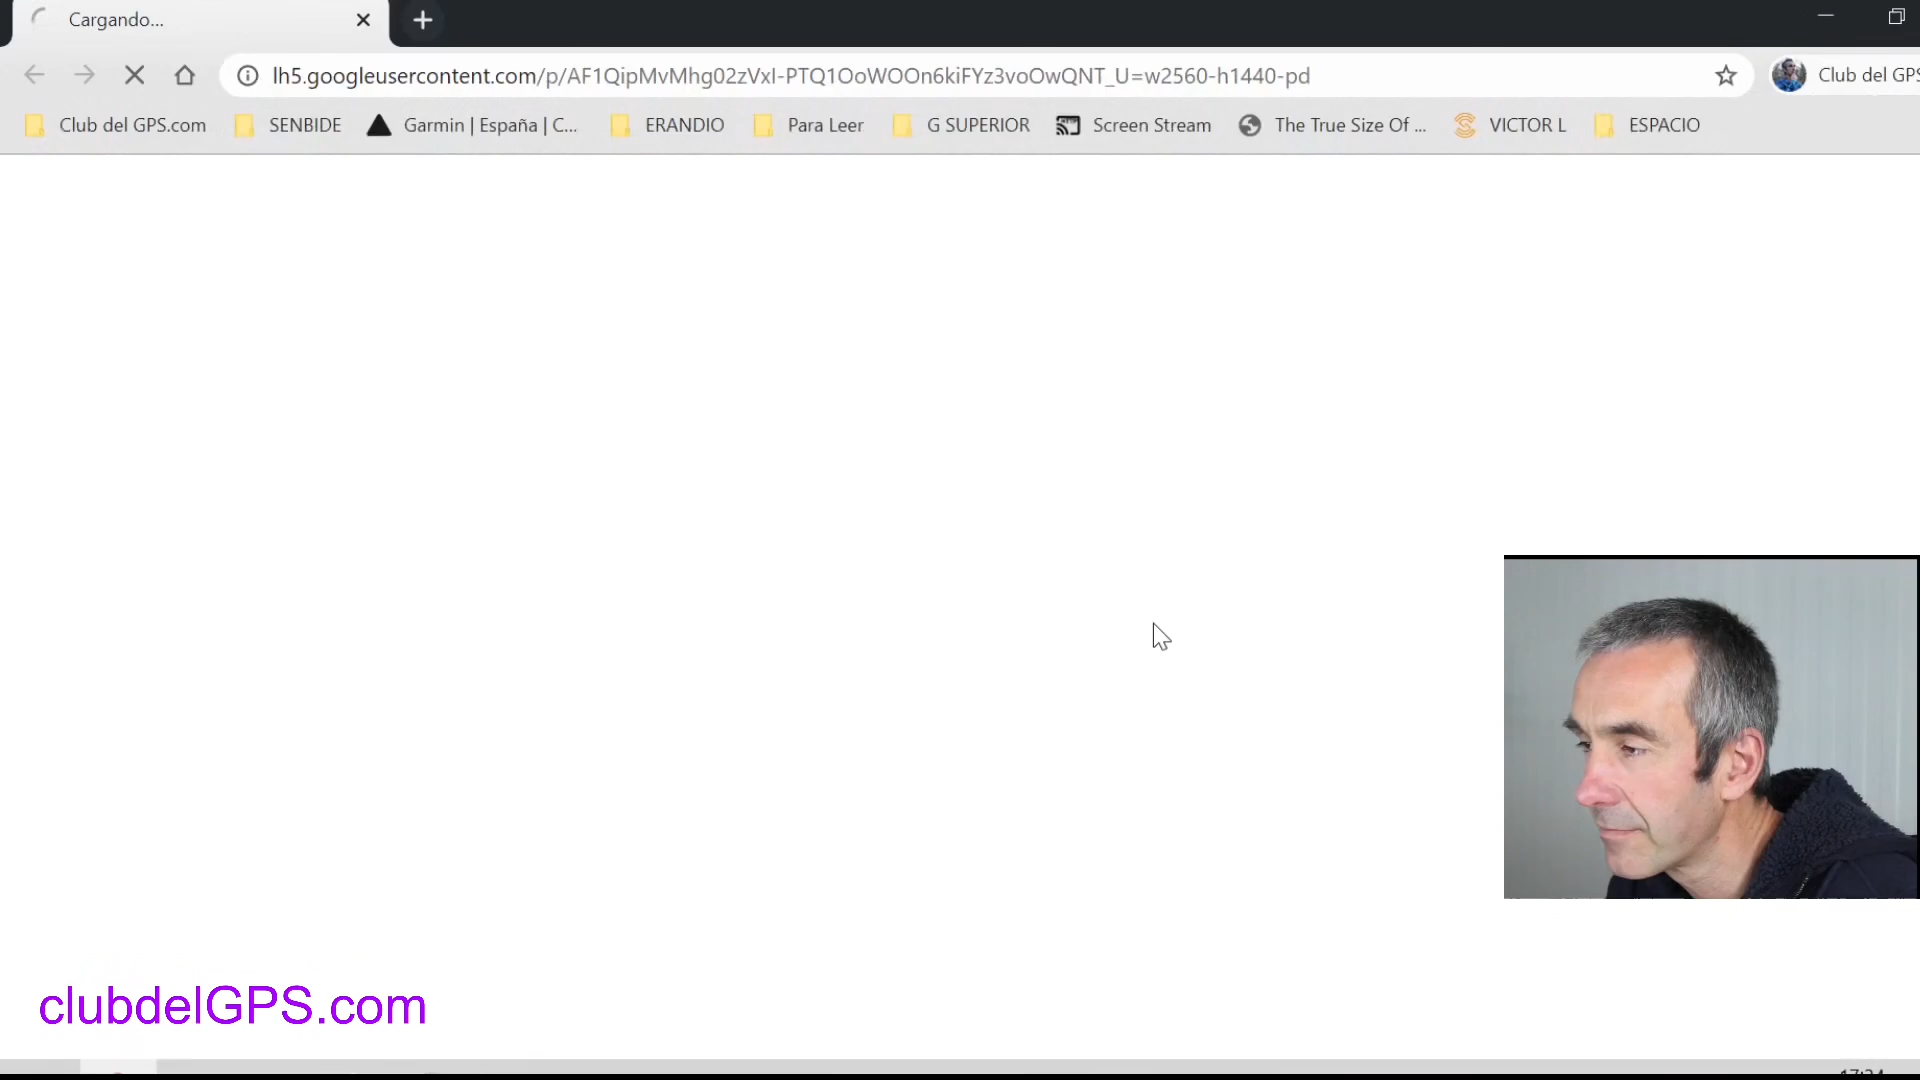 Cargando...
lh5.googleusercontent.com/p/AF1QipMvMhg02zVxI-PTQ1OoWOOn6kiFYz3voOwQNT_U=w2560-h1440-pd
Club del GPS
Club del GPS.com SENBIDE Garmin | España | C... ERANDIO Para Leer G SUPERIOR Screen Stream The True Size Of ... VICTOR L ESPACIO
clubdelGPS.com